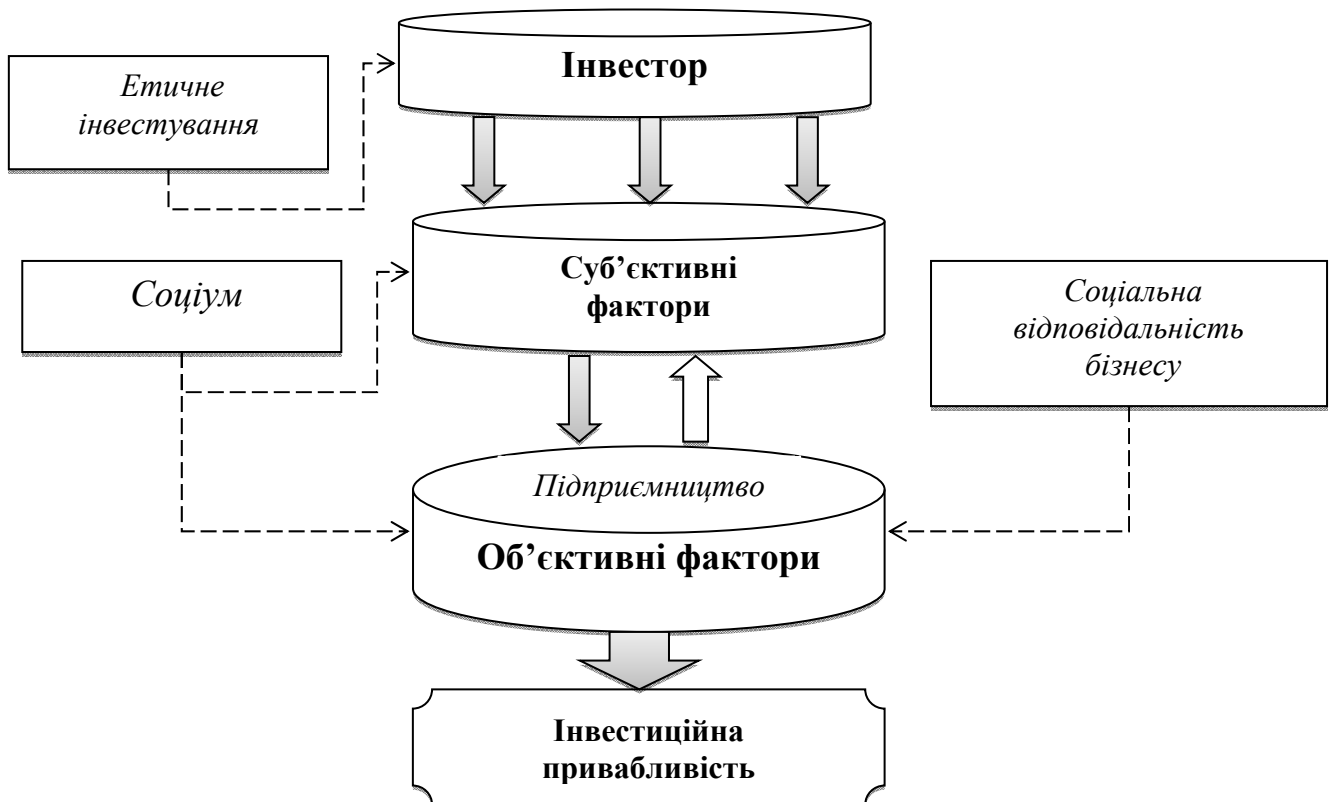 Інвестор
Етичне
інвестування
Суб’єктивні
фактори
Соціум
Соціальна
відповідальність
бізнесу
Підприємництво
Об’єктивні фактори
Інвестиційна
привабливість